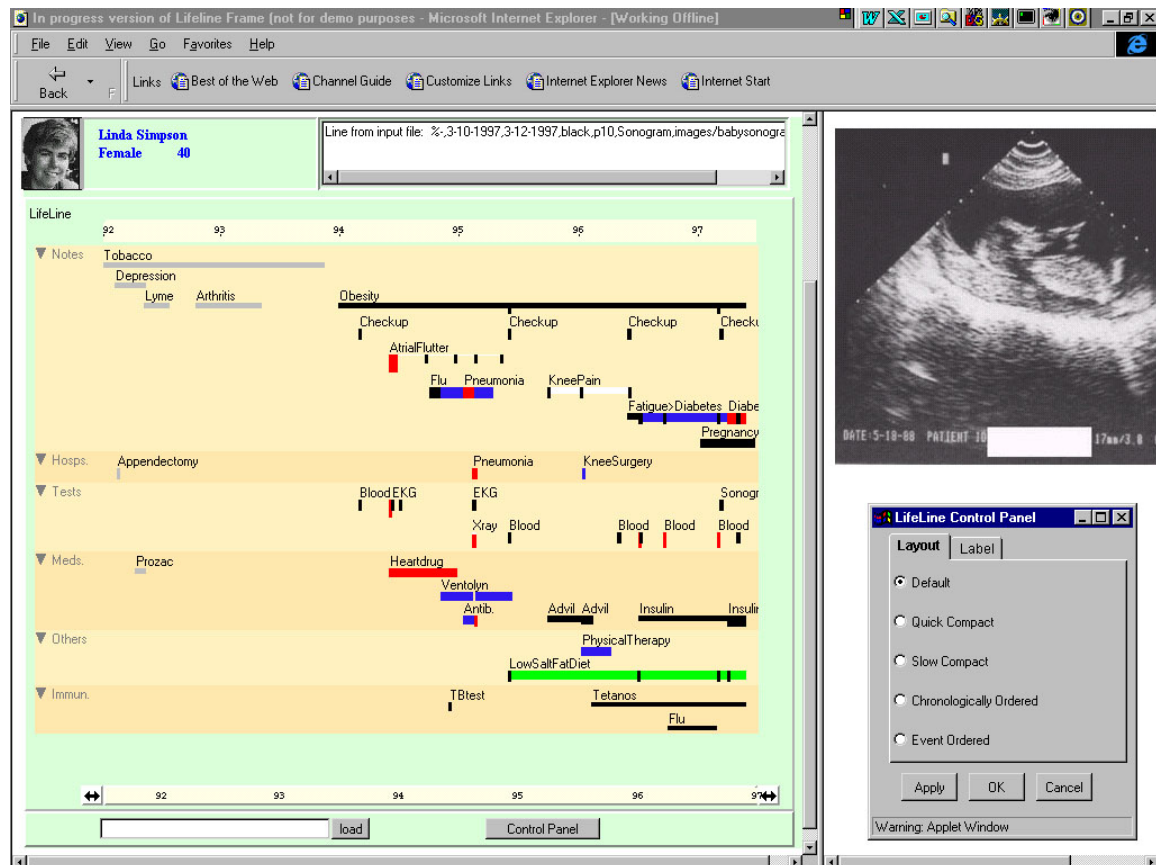 In progress version of Lifeline Frame (not for demo purposes - Microsoft Internet Explorer - [Working Offline]
File Edit View Go Favorites Help
Back F Links Best of the Web Channel Guide Customize Links Internet Explorer News Internet Start
Linda Simpson
Female 40
Line from input file: %-,3-10-1997,3-12-1997,black,p10,Sonogram,images/babysonogra
LifeLine
92 93 94 95 96 97
Notes Tobacco
Depression
Lyme Arthritis Obesity
Checkup Checkup Checkup Checku
AtrialFlutter
Flu Pneumonia KneePain
Fatigue>Diabetes Diabe
Pregnancy
Hosps. Appendectomy Pneumonia KneeSurgery
Tests Blood EKG EKG Sonogr
Xray Blood Blood Blood Blood
Meds. Prozac Heartdrug
Ventolyn
Antib. Advil Advil Insulin Insulin
Others PhysicalTherapy
LowSaltFatDiet
Immun. TBtest Tetanos
Flu
92 93 94 95 96 97
load Control Panel
DATE:5-18-88 PATIENT 17mm/3.8
LifeLine Control Panel
Layout Label
Default
Quick Compact
Slow Compact
Chronologically Ordered
Event Ordered
Apply OK Cancel
Warning: Applet Window